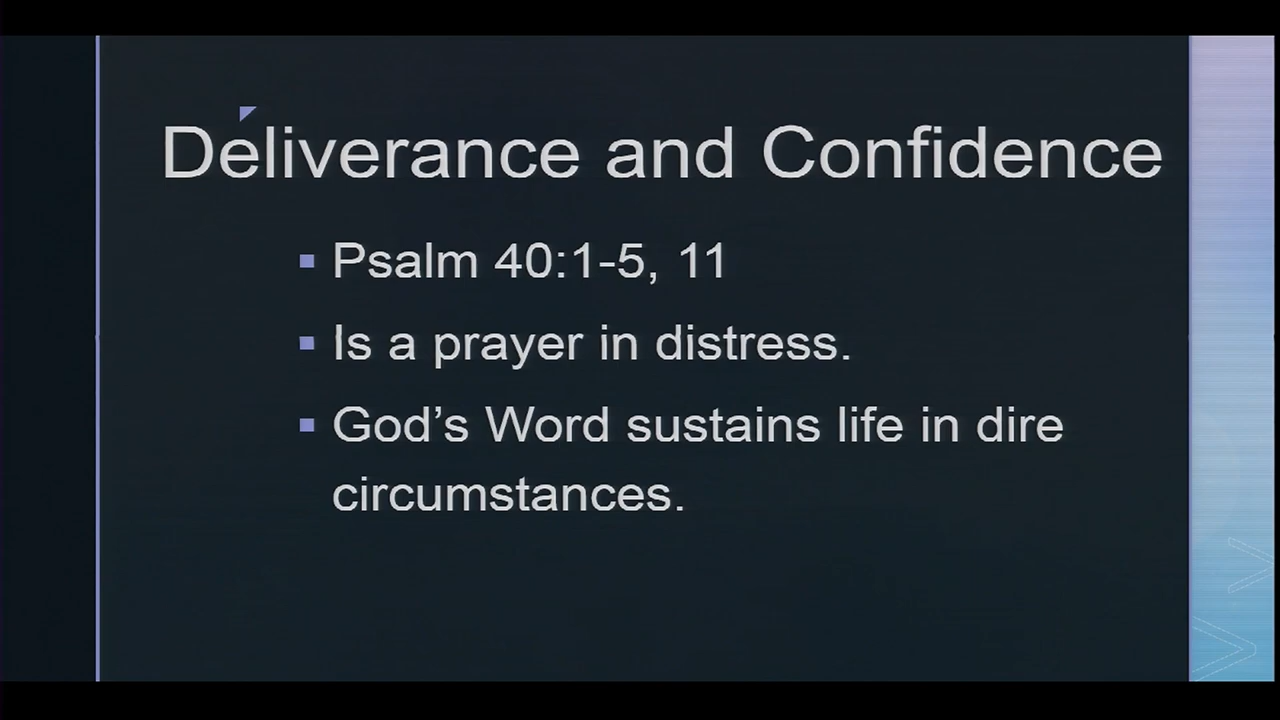 Deliverance and Confidence
▪ Psalm 40:1-5, 11
▪ Is a prayer in distress.
▪ God’s Word sustains life in dire
circumstances.